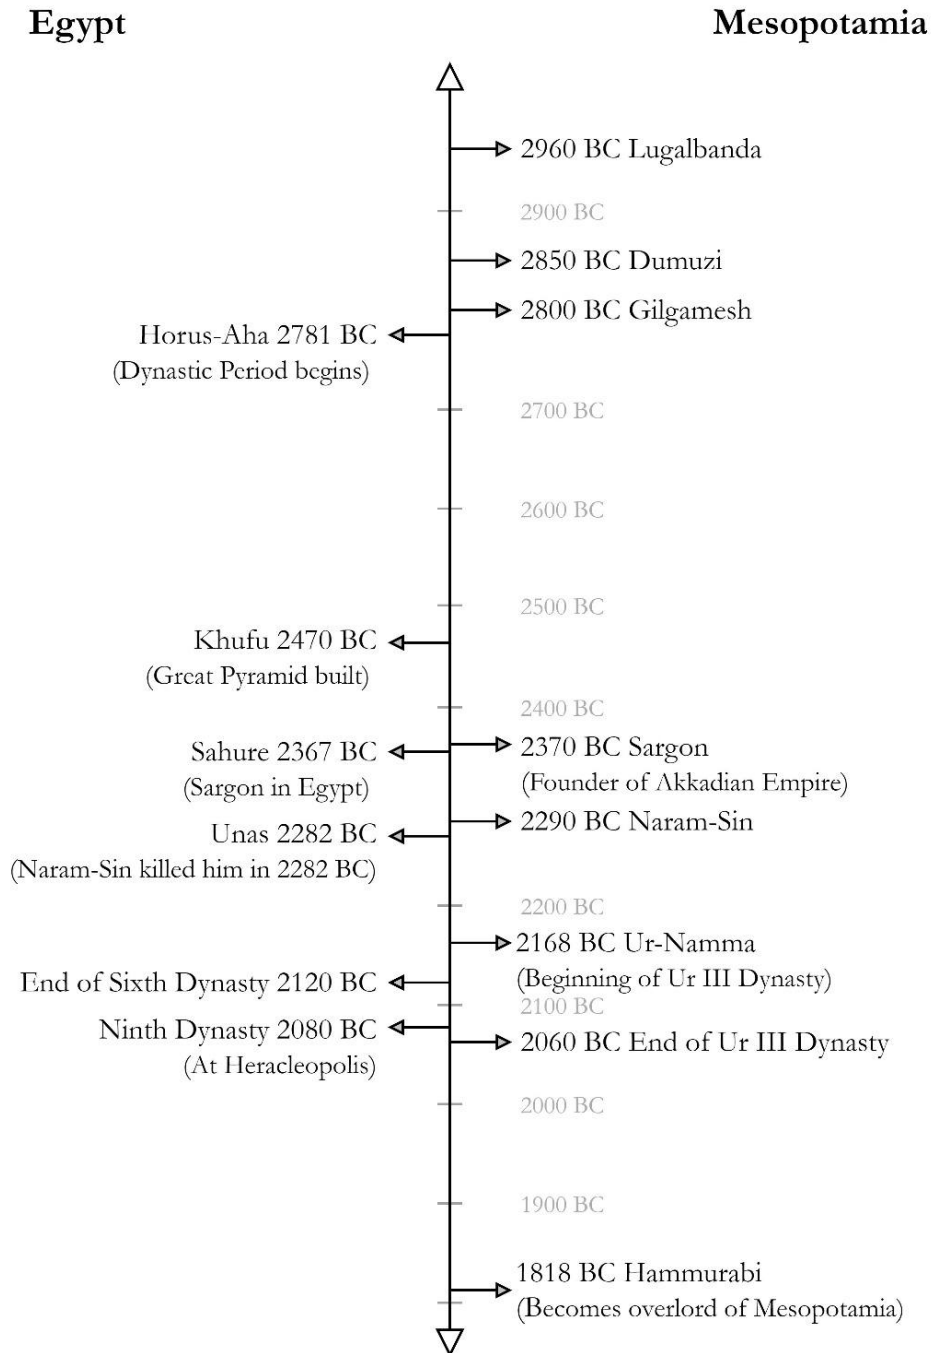 Egypt
Mesopotamia
2960 BC Lugalbanda
2900 BC
2850 BC Dumuzi
2800 BC Gilgamesh
Horus-Aha 2781 BC
(Dynastic Period begins)
2700 BC
2600 BC
2500 BC
Khufu 2470 BC
(Great Pyramid built)
2400 BC
2370 BC Sargon
(Founder of Akkadian Empire)
Sahure 2367 BC
(Sargon in Egypt)
2290 BC Naram-Sin
Unas 2282 BC
(Naram-Sin killed him in 2282 BC)
2200 BC
2168 BC Ur-Namma
(Beginning of Ur III Dynasty)
End of Sixth Dynasty 2120 BC
2100 BC
Ninth Dynasty 2080 BC
(At Heracleopolis)
2060 BC End of Ur III Dynasty
2000 BC
1900 BC
1818 BC Hammurabi
(Becomes overlord of Mesopotamia)